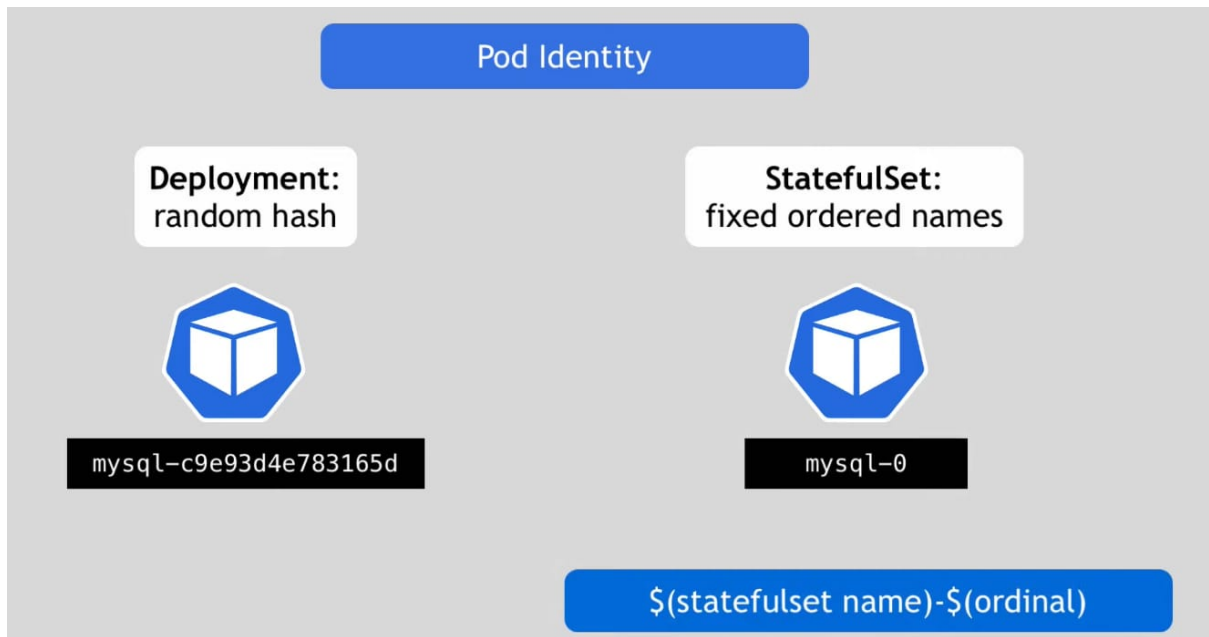 Pod Identity
Deployment:
random hash
StatefulSet:
fixed ordered names
mysql-c9e93d4e783165d
mysql-0
$(statefulset name)-$(ordinal)